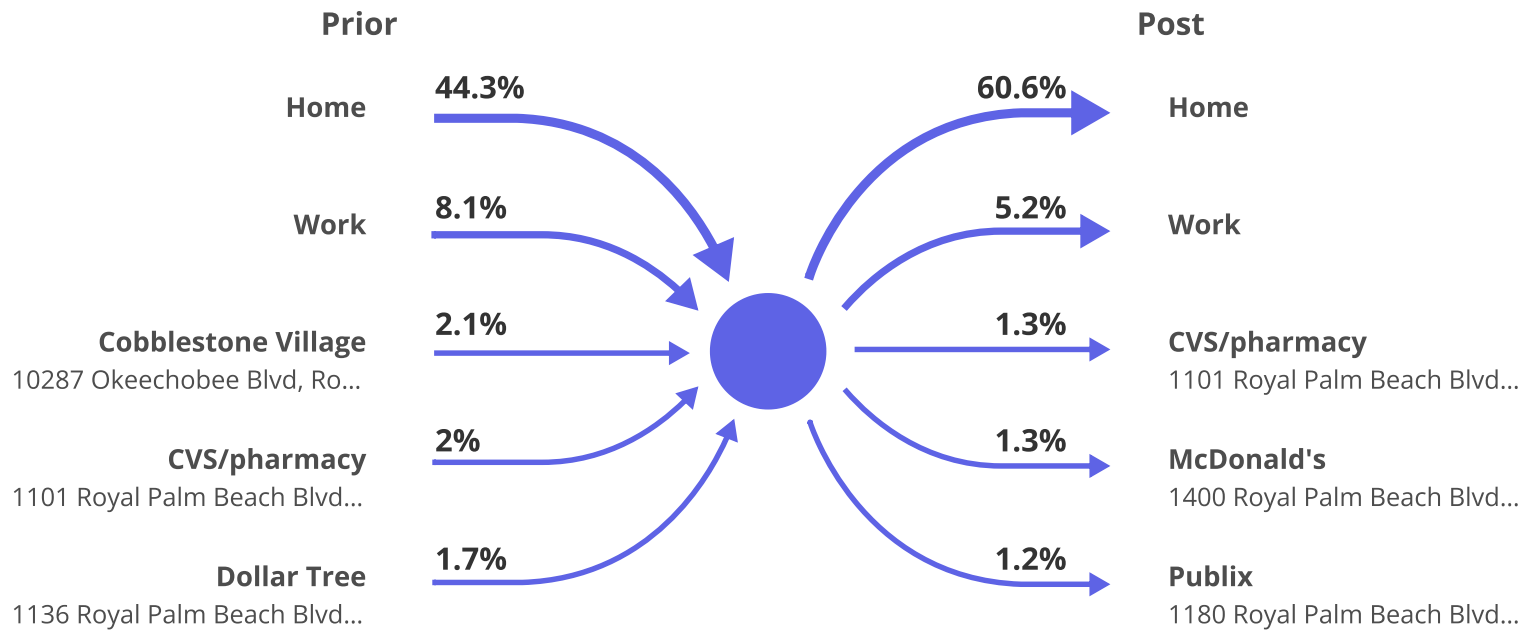 Prior
Post
44.3%
Home
8.1%
Work
2.1%
Cobblestone Village
10287 Okeechobee Blvd, Ro...
2%
CVS/pharmacy
1101 Royal Palm Beach Blvd...
1.7%
Dollar Tree
1136 Royal Palm Beach Blvd...
60.6%
Home
5.2%
Work
1.3%
CVS/pharmacy
1101 Royal Palm Beach Blvd...
1.3%
McDonald's
1400 Royal Palm Beach Blvd...
1.2%
Publix
1180 Royal Palm Beach Blvd...